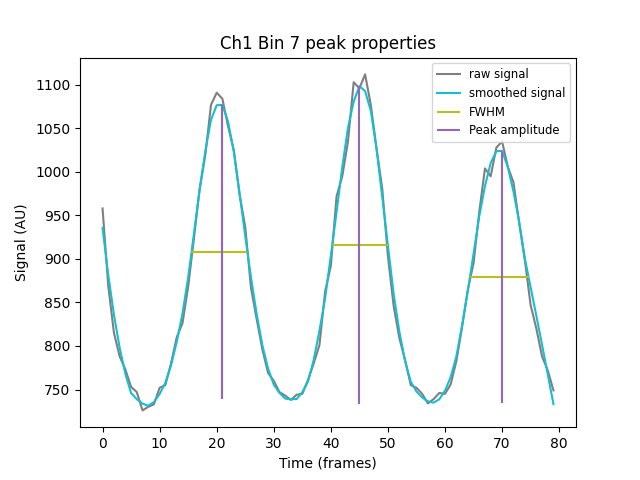 Ch1 Bin 7 peak properties
raw signal
smoothed signal
FWHM
Peak amplitude
Signal (AU)
1100
1050
1000
950
900
850
800
750
0 10 20 30 40 50 60 70 80
Time (frames)